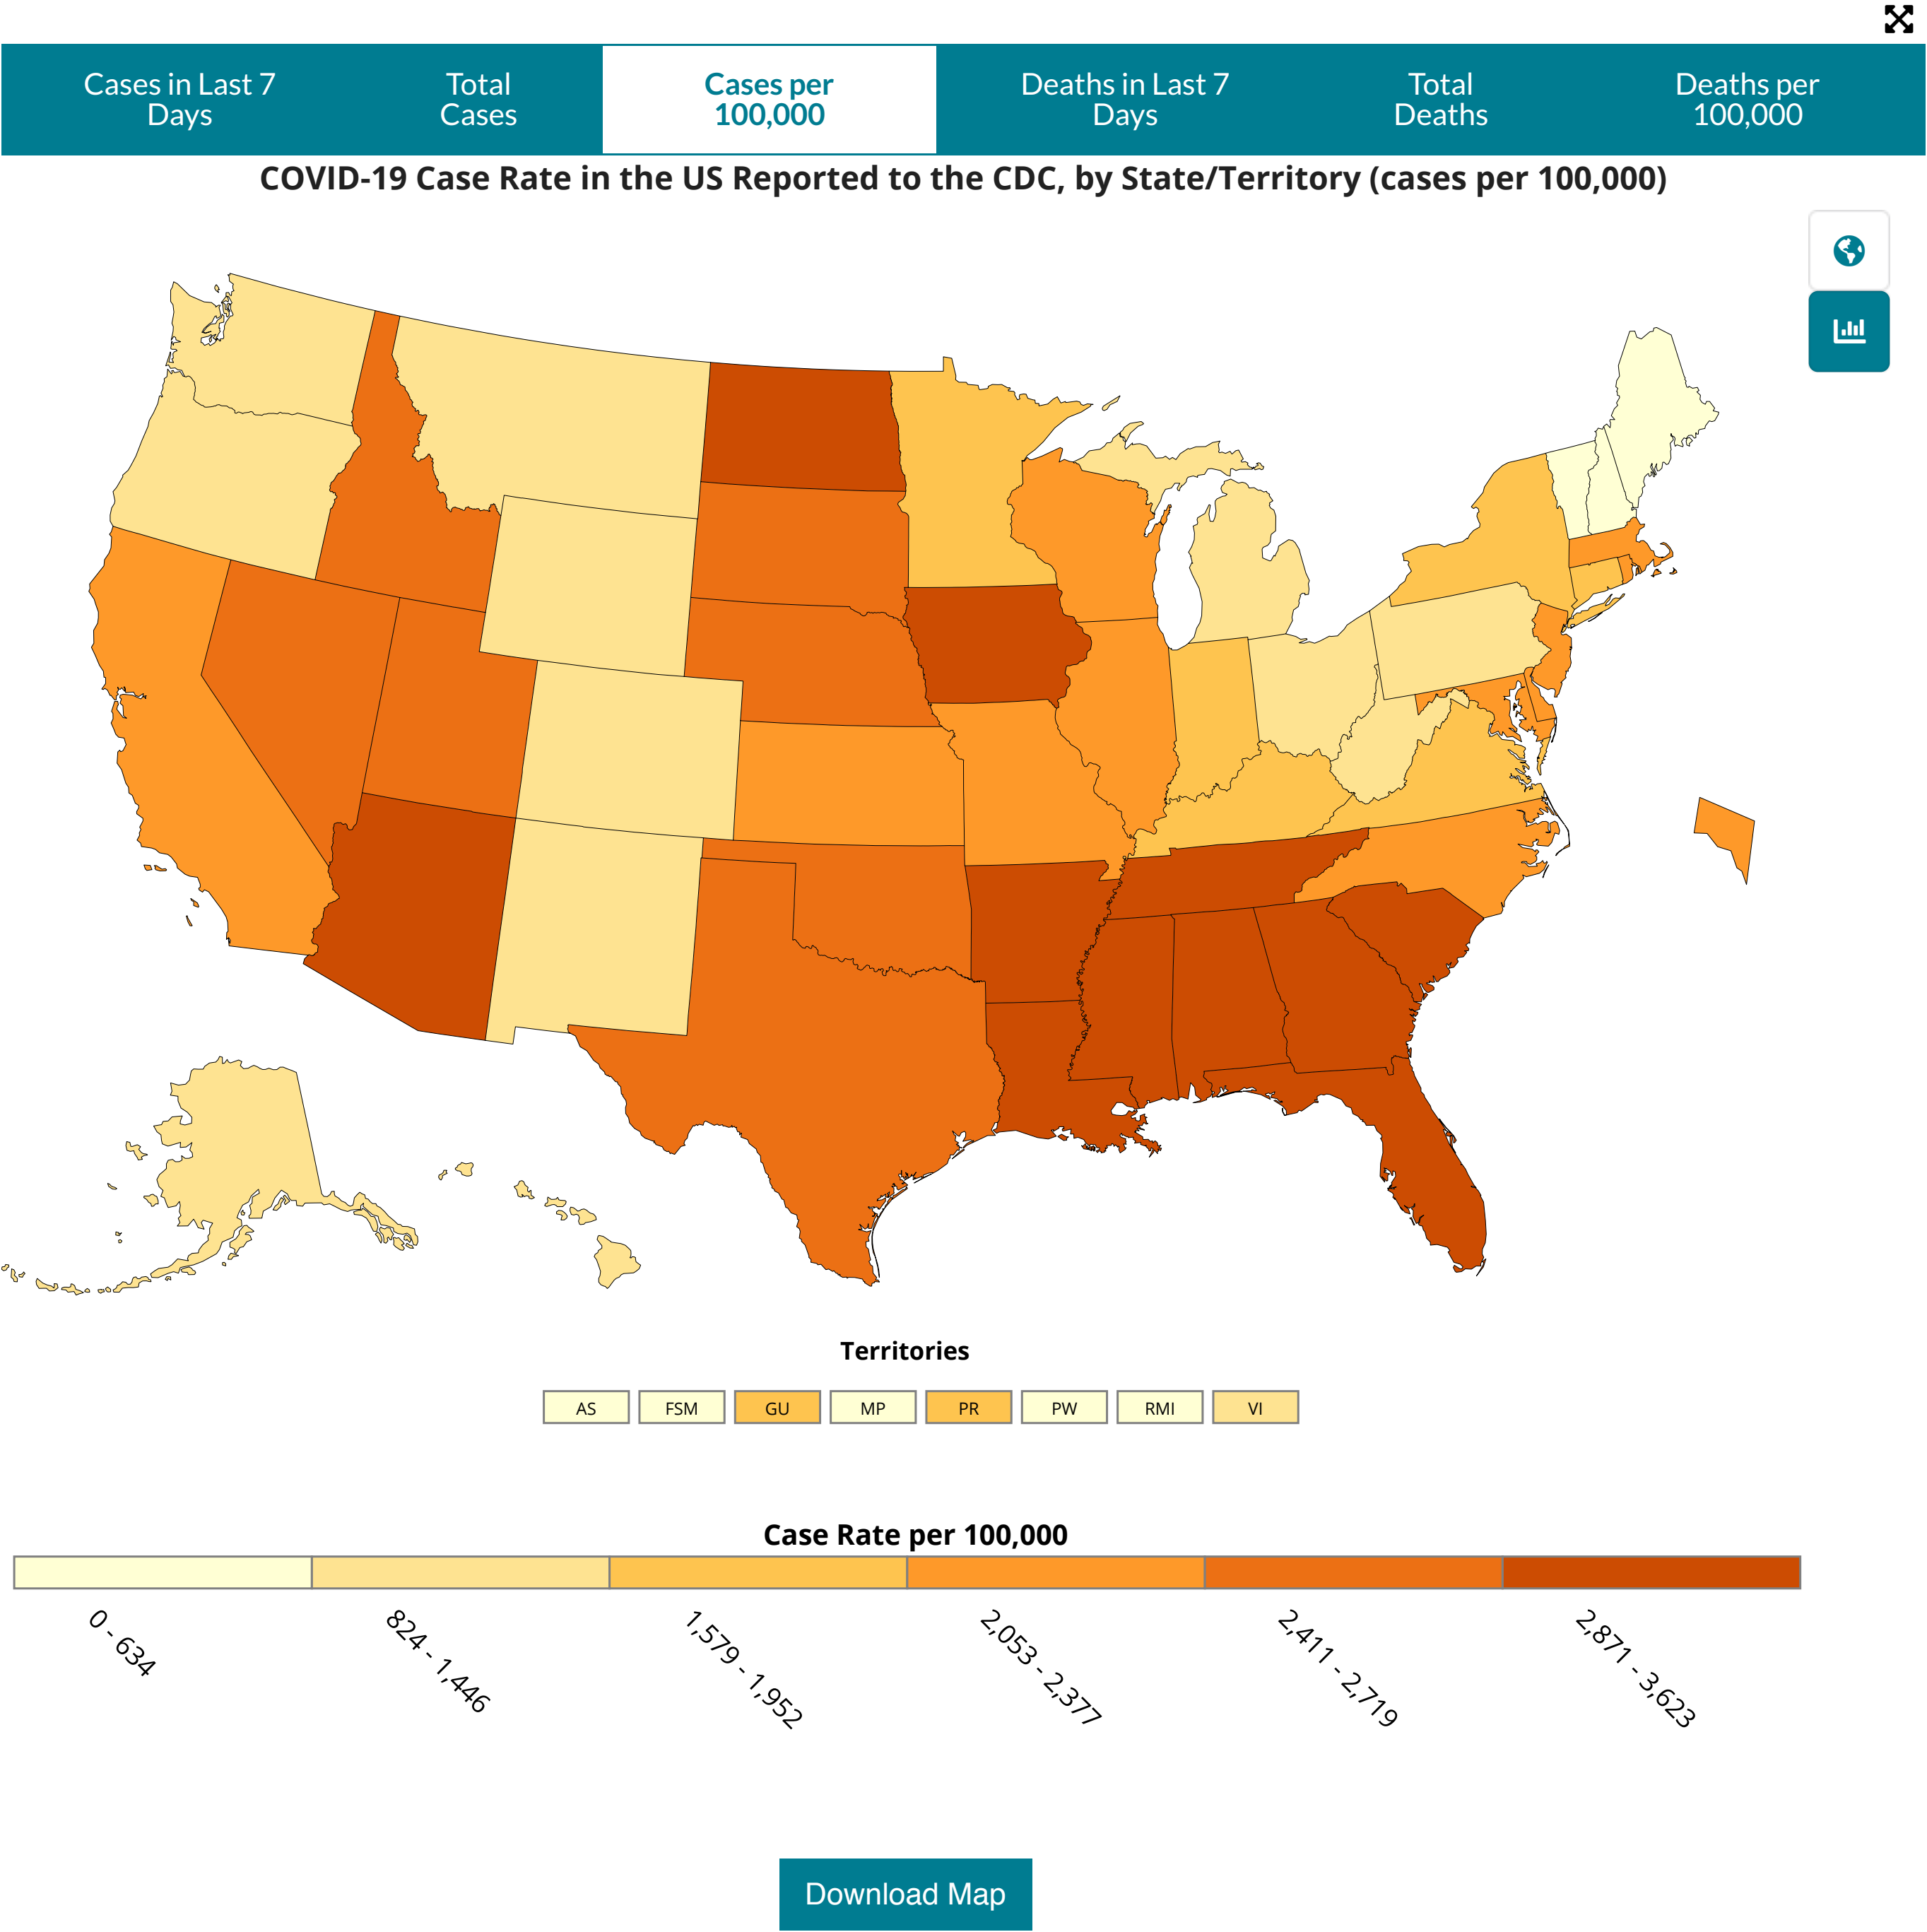 Cases in Last 7
Days
Total
Cases
Cases per
100,000
Deaths in Last 7
Days
Total
Deaths
Deaths per
100,000
COVID-19 Case Rate in the US Reported to the CDC, by State/Territory (cases per 100,000)
Territories
AS
FSM
GU
MP
PR
PW
RMI
VI
Case Rate per 100,000
0 - 634
824 - 1,446
1,579 - 1,952
2,053 - 2,377
2,411 - 2,719
2,871 - 3,623
Download Map